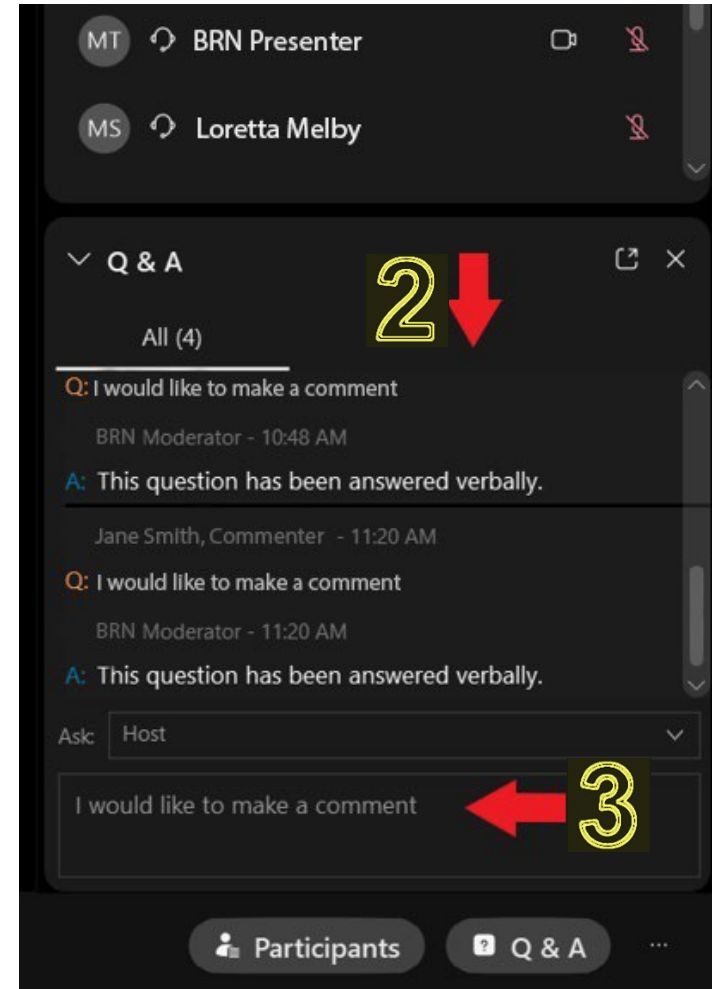 MT BRN Presenter
MS Loretta Melby
Q & A
2
All (4)
Q: I would like to make a comment
BRN Moderator - 10:48 AM
A: This question has been answered verbally.
Jane Smith, Commenter - 11:20 AM
Q: I would like to make a comment
BRN Moderator - 11:20 AM
A: This question has been answered verbally.
Ask: Host
I would like to make a comment
3
Participants ? Q & A ...